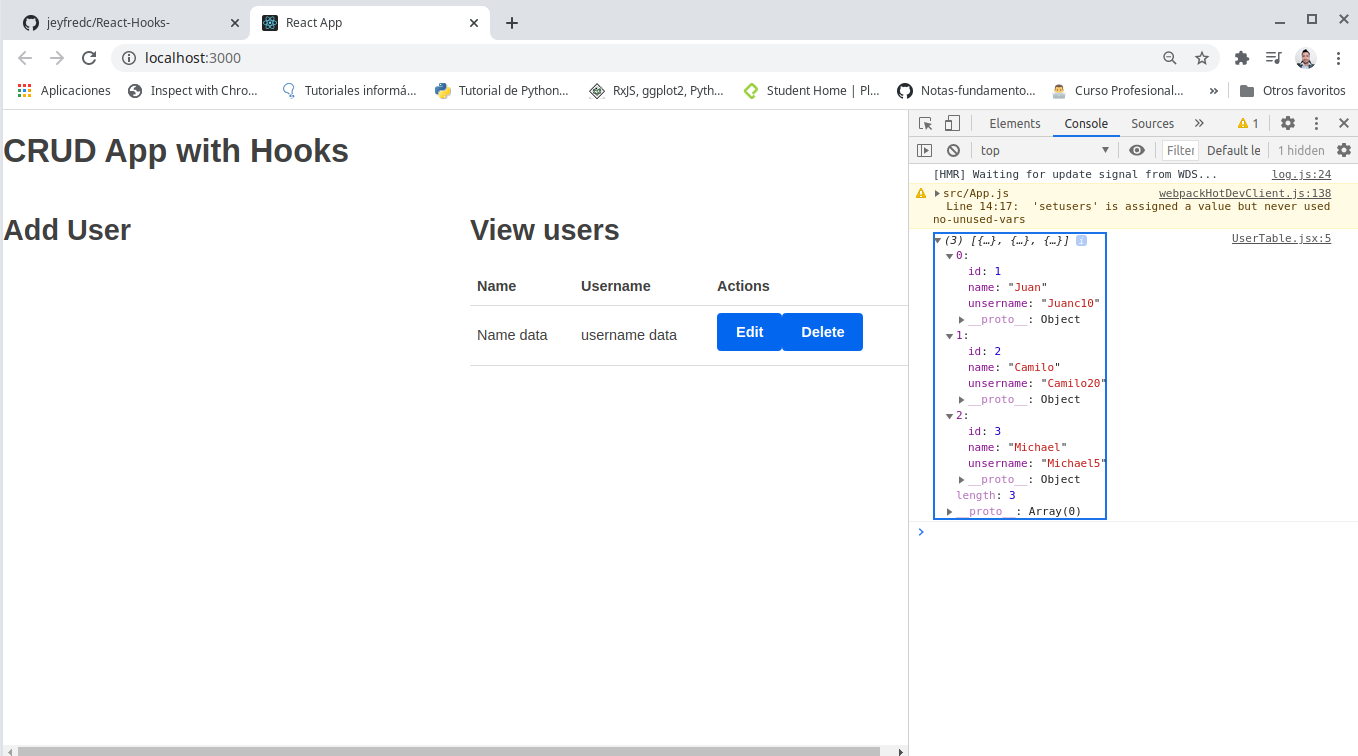 jeyfredc/React-Hooks-
React App
localhost:3000
Aplicaciones
Inspect with Chro...
Tutoriales informá...
Tutorial de Python...
RxJS, ggplot2, Pyth...
Student Home | Pl...
Notas-fundamento...
Curso Profesional...
»
Otros favoritos
CRUD App with Hooks
Add User
View users
Name Username Actions
Name data username data Edit Delete
Elements Console Sources » 1
top Filter Default le 1 hidden
[HMR] Waiting for update signal from WDS... log.js:24
src/App.js webpackHotDevClient.js:138
Line 14:17: 'setusers' is assigned a value but never used
no-unused-vars
(3) [{…}, {…}, {…}] i UserTable.jsx:5
0:
id: 1
name: "Juan"
unsername: "Juanc10"
__proto__: Object
1:
id: 2
name: "Camilo"
unsername: "Camilo20"
__proto__: Object
2:
id: 3
name: "Michael"
unsername: "Michael5"
__proto__: Object
length: 3
__proto__: Array(0)